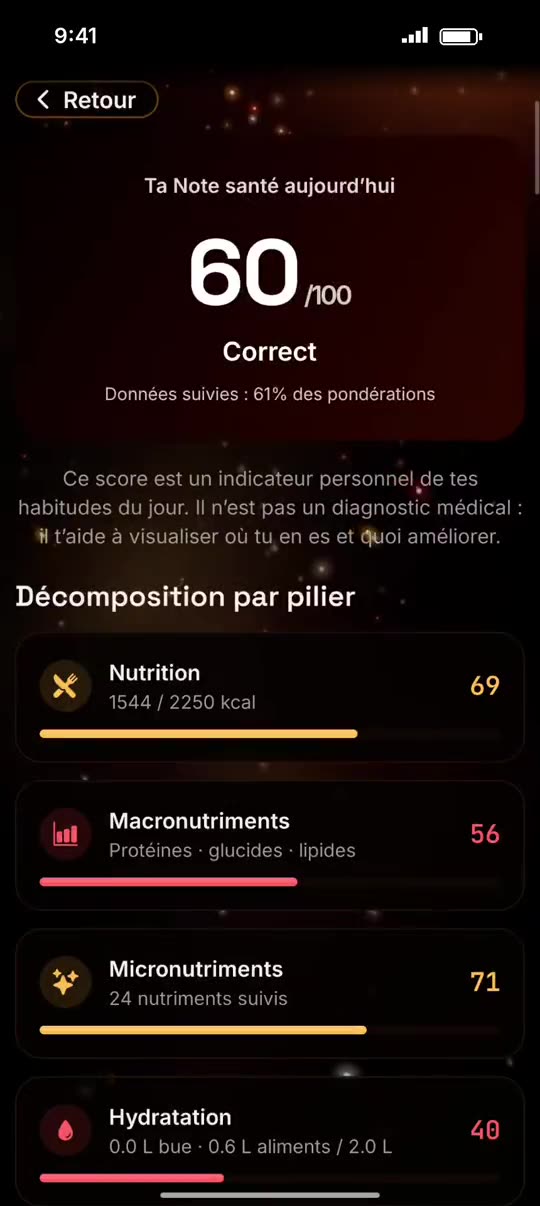 9:41
Retour
Ta Note santé aujourd’hui
60/100
Correct
Données suivies : 61% des pondérations
Ce score est un indicateur personnel de tes
habitudes du jour. Il n’est pas un diagnostic médical :
il t’aide à visualiser où tu en es et quoi améliorer.
Décomposition par pilier
Nutrition
1544 / 2250 kcal
69
Macronutriments
Protéines · glucides · lipides
56
Micronutriments
24 nutriments suivis
71
Hydratation
0.0 L bue · 0.6 L aliments / 2.0 L
40